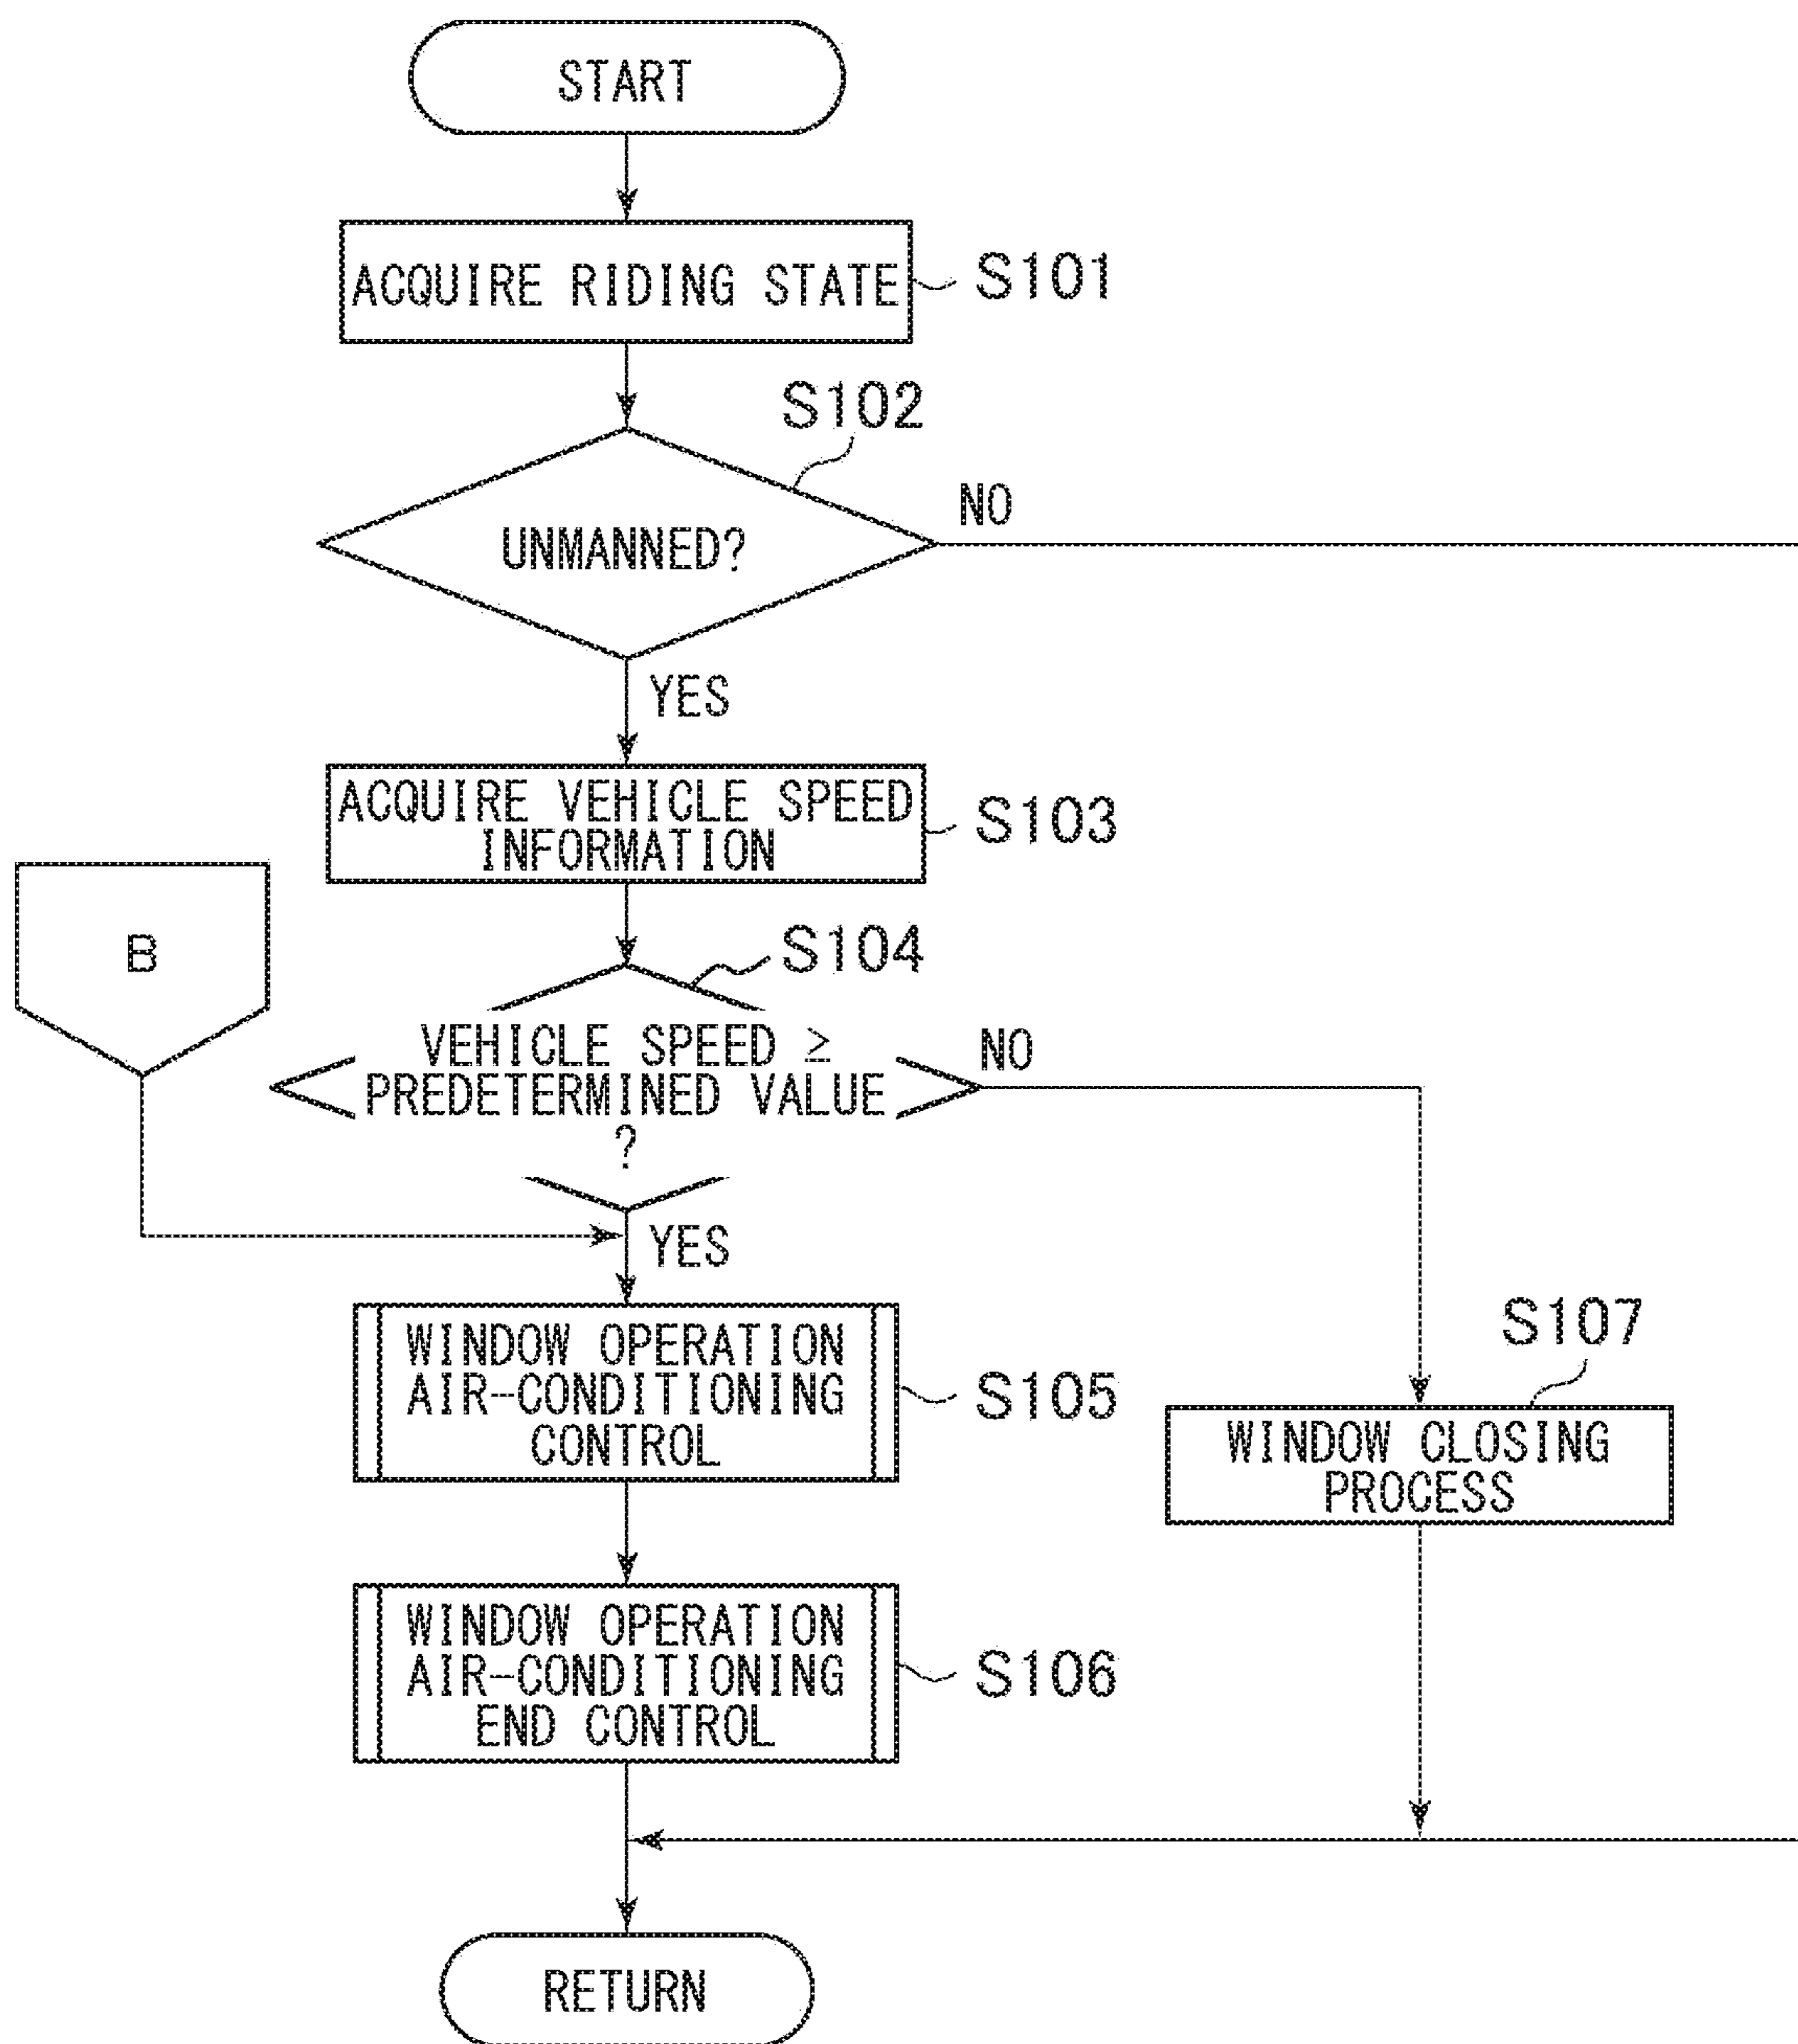 START
ACQUIRE RIDING STATE
S101
S102
UNMANNED?
NO
YES
ACQUIRE VEHICLE SPEED
INFORMATION
S103
B
S104
VEHICLE SPEED ≥
PREDETERMINED VALUE
?
NO
YES
WINDOW OPERATION
AIR-CONDITIONING
CONTROL
S105
S107
WINDOW CLOSING
PROCESS
WINDOW OPERATION
AIR-CONDITIONING
END CONTROL
S106
RETURN